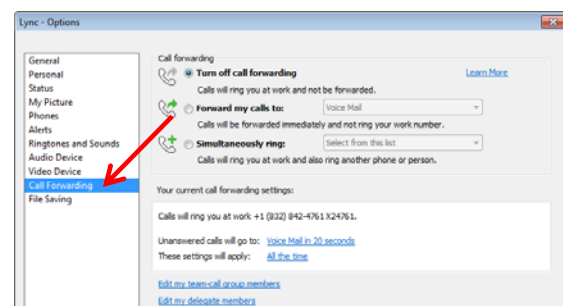 Lync - Options
General
Personal
Status
My Picture
Phones
Alerts
Ringtones and Sounds
Audio Device
Video Device
Call Forwarding
File Saving
Call forwarding
Turn off call forwarding
Learn More
Calls will ring you at work and not be forwarded.
Forward my calls to:
Voice Mail
Calls will be forwarded immediately and not ring your work number.
Simultaneously ring:
Select from this list
Calls will ring you at work and also ring another phone or person.
Your current call forwarding settings:
Calls will ring you at work +1 (832) 842-4761 X24761.
Unanswered calls will go to: Voice Mail in 20 seconds
These settings will apply: All the time
Edit my team-call group members
Edit my delegate members